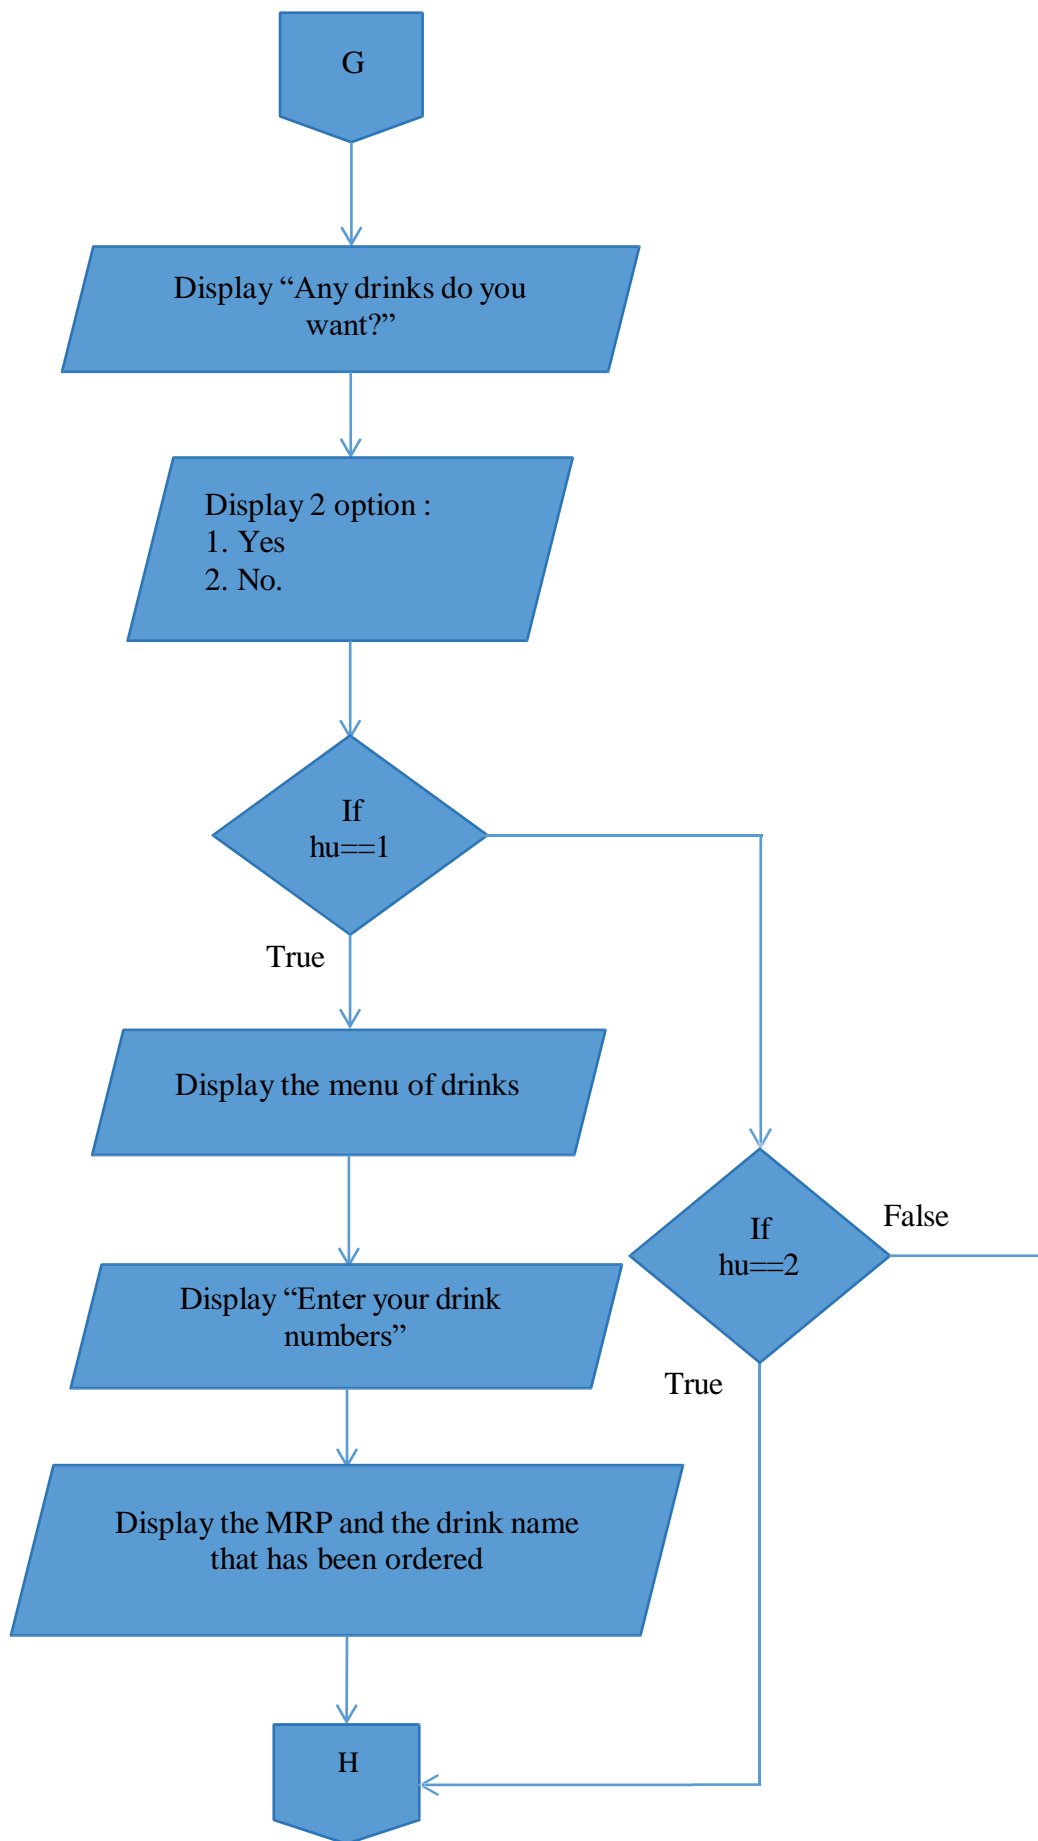 G
Display “Any drinks do you
want?”
Display 2 option :
1. Yes
2. No.
If
hu==1
True
Display the menu of drinks
If
hu==2
False
Display “Enter your drink
numbers”
True
Display the MRP and the drink name
that has been ordered
H